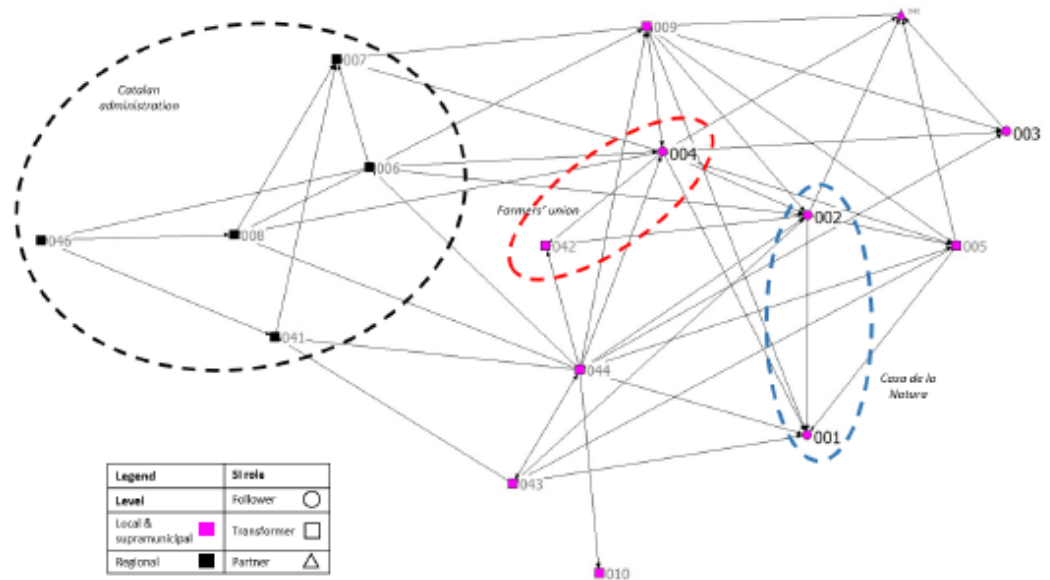 009
007
Catalan
administration
003
004
006
Farmers' union
002
008
046
042
005
041
044
Casa de la
Natura
001
043
Legend
SI role
Level
Follower
Local &
supramunicipal
Transformer
Regional
Partner
010